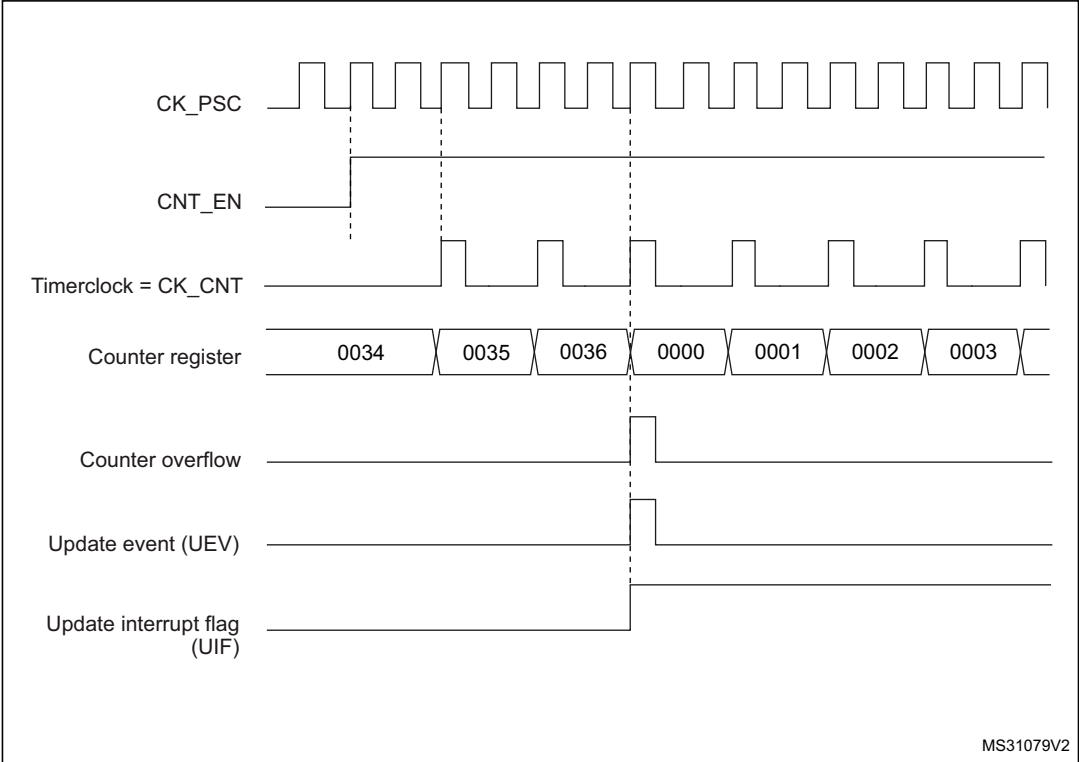 CK_PSC
CNT_EN
Timerclock = CK_CNT
Counter register
0034 0035 0036 0000 0001 0002 0003
Counter overflow
Update event (UEV)
Update interrupt flag
(UIF)
MS31079V2